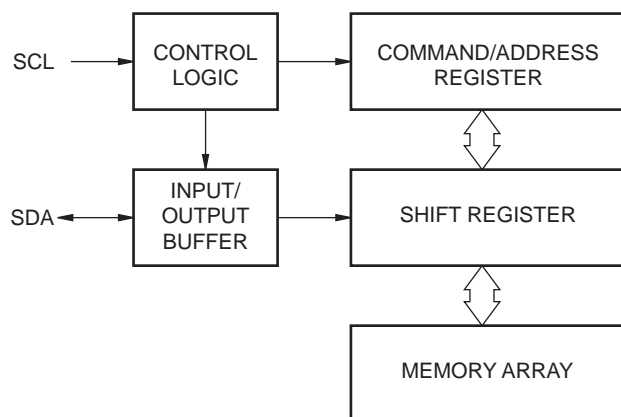 SCL
CONTROL
LOGIC
COMMAND/ADDRESS
REGISTER
SDA
INPUT/
OUTPUT
BUFFER
SHIFT REGISTER
MEMORY ARRAY